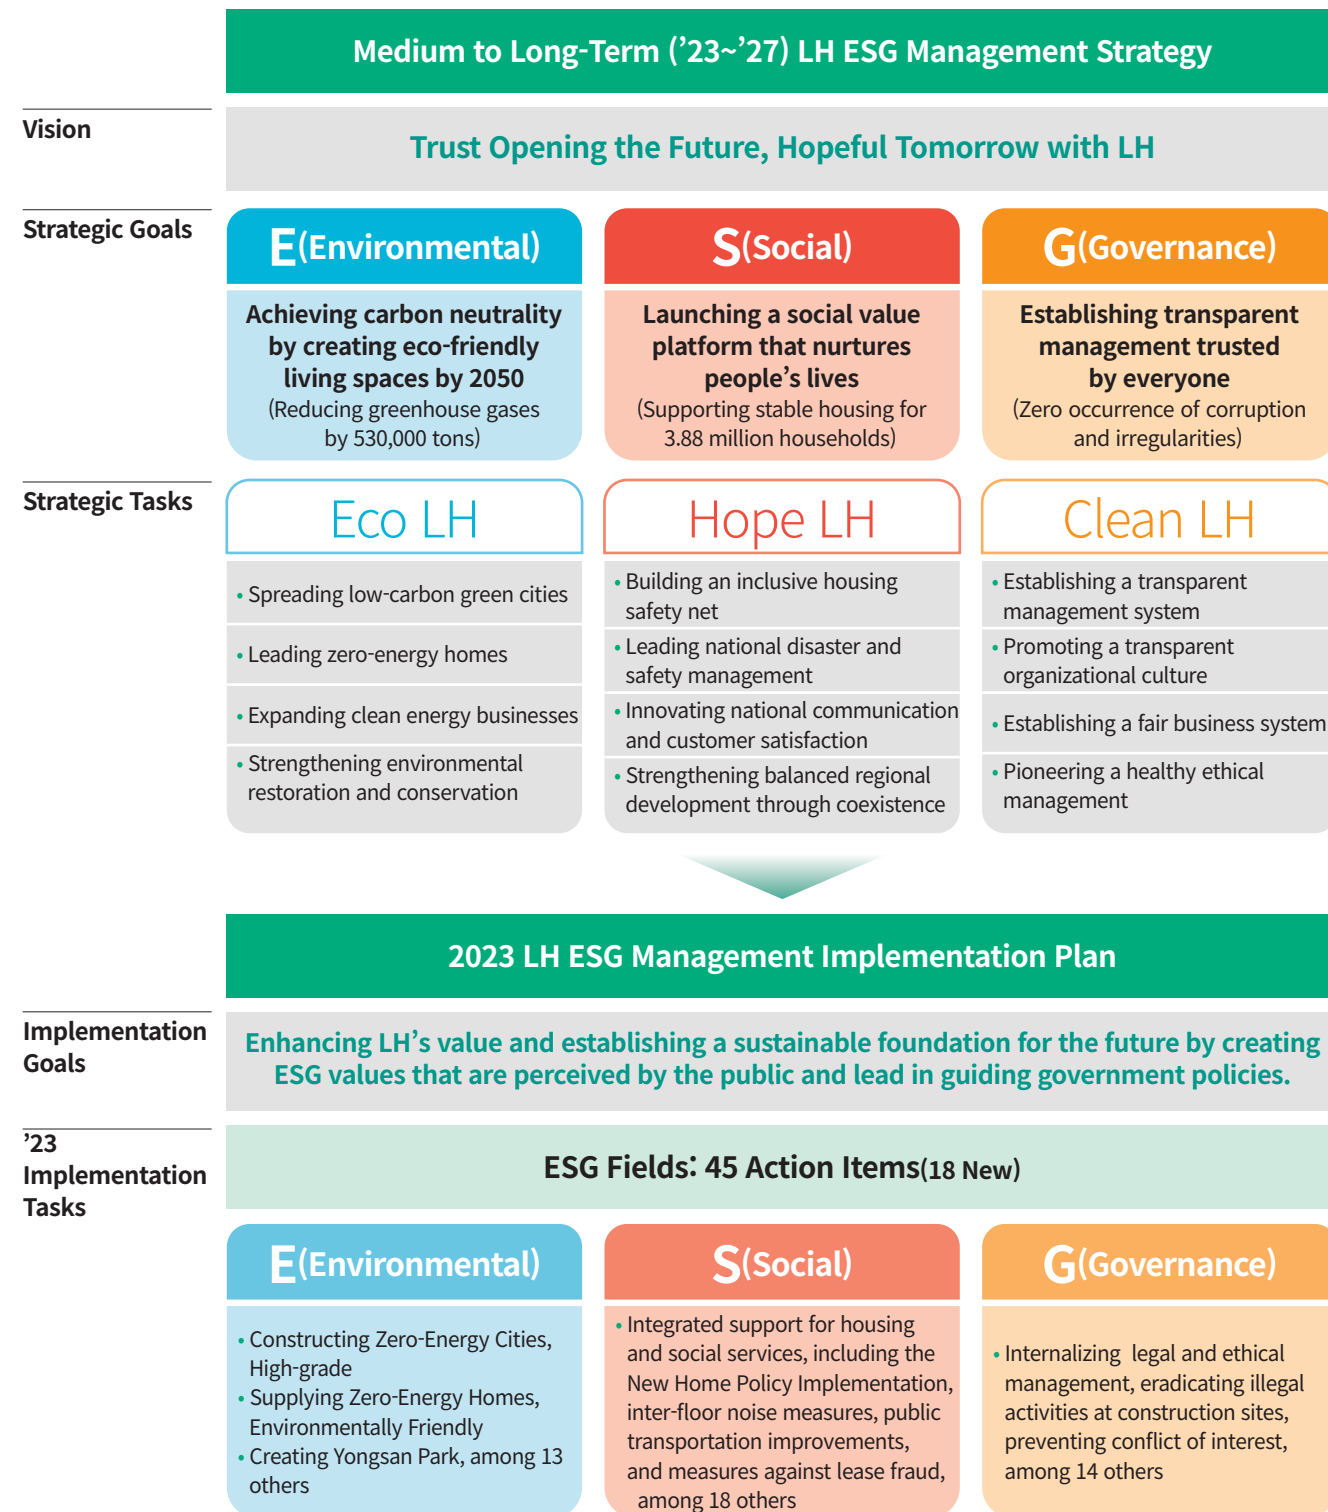 Medium to Long-Term (’23~’27) LH ESG Management Strategy
Vision
Trust Opening the Future, Hopeful Tomorrow with LH
Strategic Goals
E(Environmental)
Achieving carbon neutrality
by creating eco-friendly
living spaces by 2050
(Reducing greenhouse gases
by 530,000 tons)
S(Social)
Launching a social value
platform that nurtures
people’s lives
(Supporting stable housing for
3.88 million households)
G(Governance)
Establishing transparent
management trusted
by everyone
(Zero occurrence of corruption
and irregularities)
Strategic Tasks
Eco LH
• Spreading low-carbon green cities
• Leading zero-energy homes
• Expanding clean energy businesses
• Strengthening environmental
restoration and conservation
Hope LH
• Building an inclusive housing
safety net
• Leading national disaster and
safety management
• Innovating national communication
and customer satisfaction
• Strengthening balanced regional
development through coexistence
Clean LH
• Establishing a transparent
management system
• Promoting a transparent
organizational culture
• Establishing a fair business system
• Pioneering a healthy ethical
management
2023 LH ESG Management Implementation Plan
Implementation
Goals
Enhancing LH’s value and establishing a sustainable foundation for the future by creating
ESG values that are perceived by the public and lead in guiding government policies.
’23
Implementation
Tasks
ESG Fields: 45 Action Items(18 New)
E(Environmental)
• Constructing Zero-Energy Cities,
High-grade
• Supplying Zero-Energy Homes,
Environmentally Friendly
• Creating Yongsan Park, among 13
others
S(Social)
• Integrated support for housing
and social services, including the
New Home Policy Implementation,
inter-floor noise measures, public
transportation improvements,
and measures against lease fraud,
among 18 others
G(Governance)
• Internalizing legal and ethical
management, eradicating illegal
activities at construction sites,
preventing conflict of interest,
among 14 others